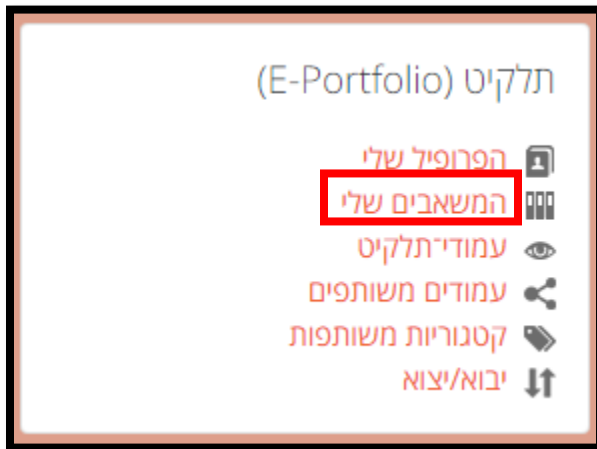 תלקיט (E-Portfolio)
הפרופיל שלי
המשאבים שלי
עמודי־תלקיט
עמודים משותפים
קטגוריות משותפות
יבוא/יצוא